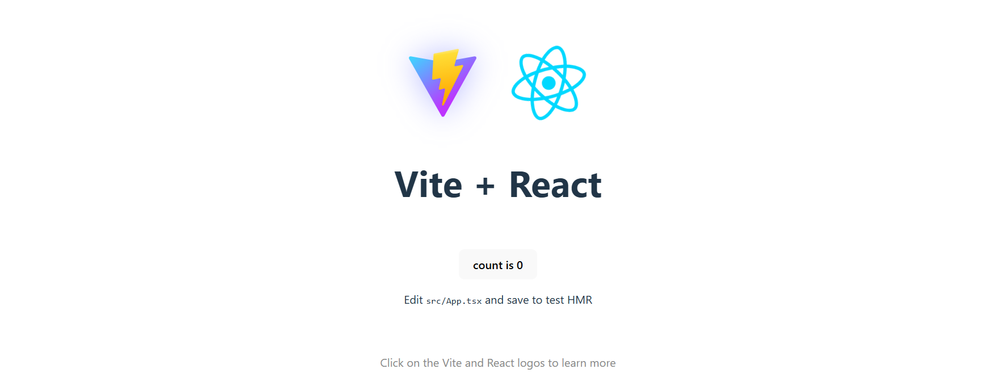 Vite + React
count is 0
Edit src/App.tsx and save to test HMR
Click on the Vite and React logos to learn more